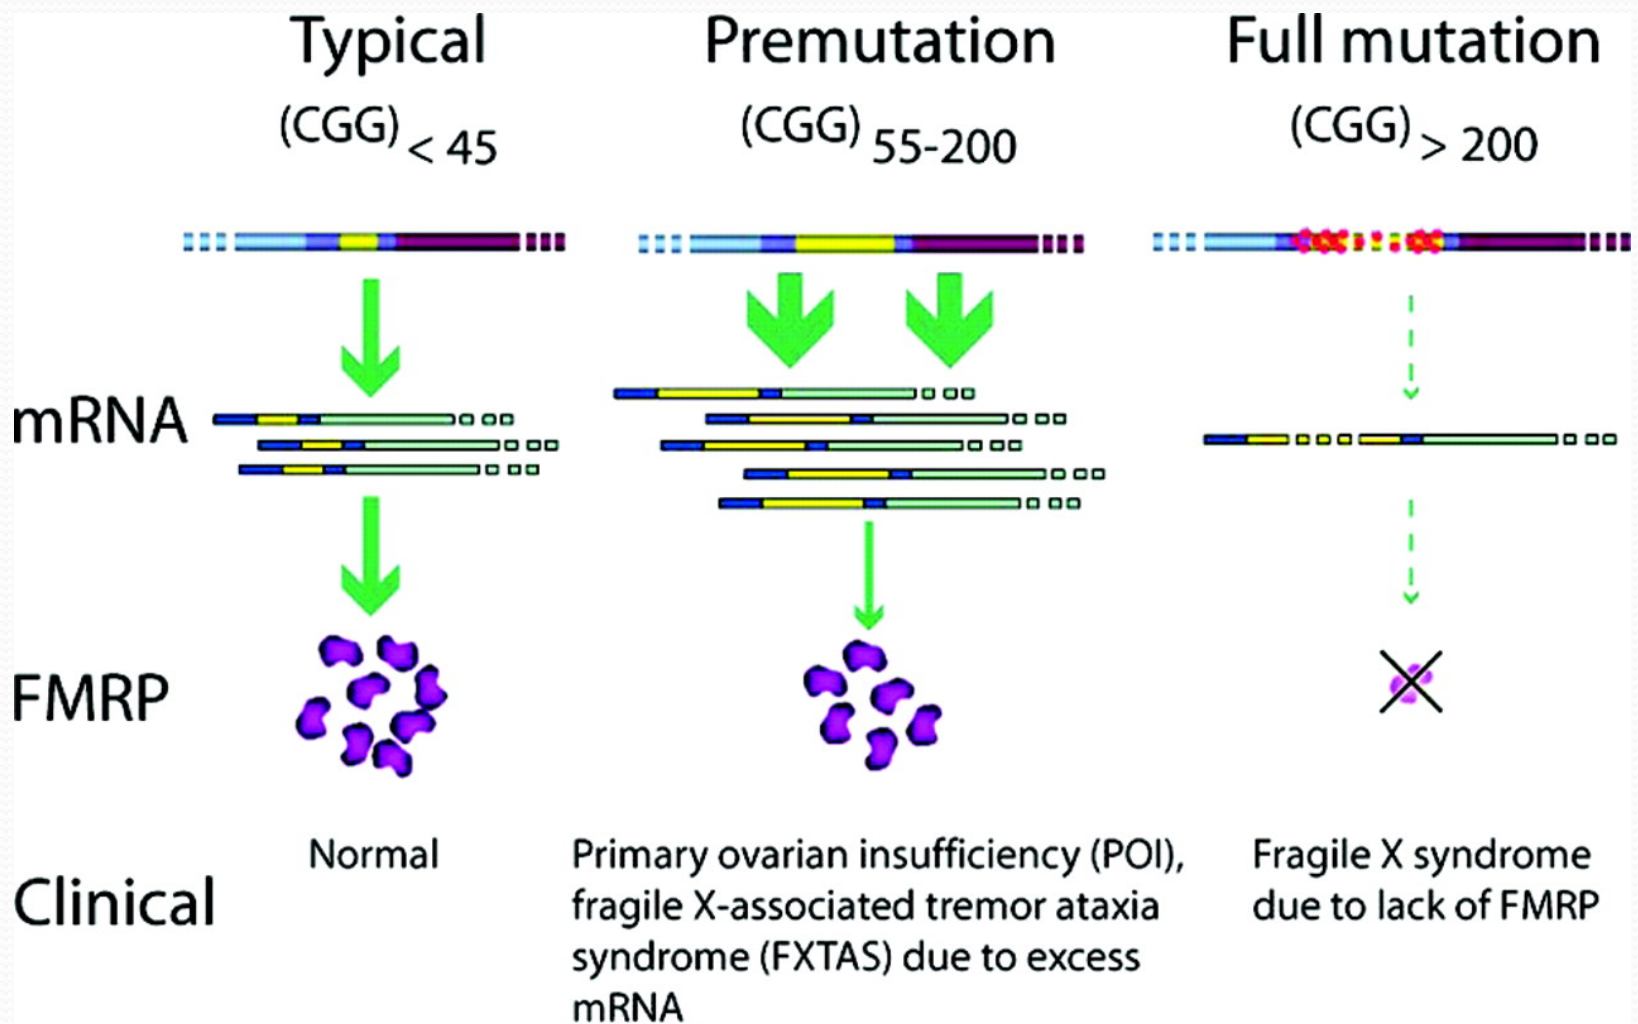 Typical
Premutation
Full mutation
(CGG) < 45
(CGG) 55-200
(CGG) > 200
mRNA
FMRP
Clinical
Normal
Primary ovarian insufficiency (POI),
fragile X-associated tremor ataxia
syndrome (FXTAS) due to excess
mRNA
Fragile X syndrome
due to lack of FMRP